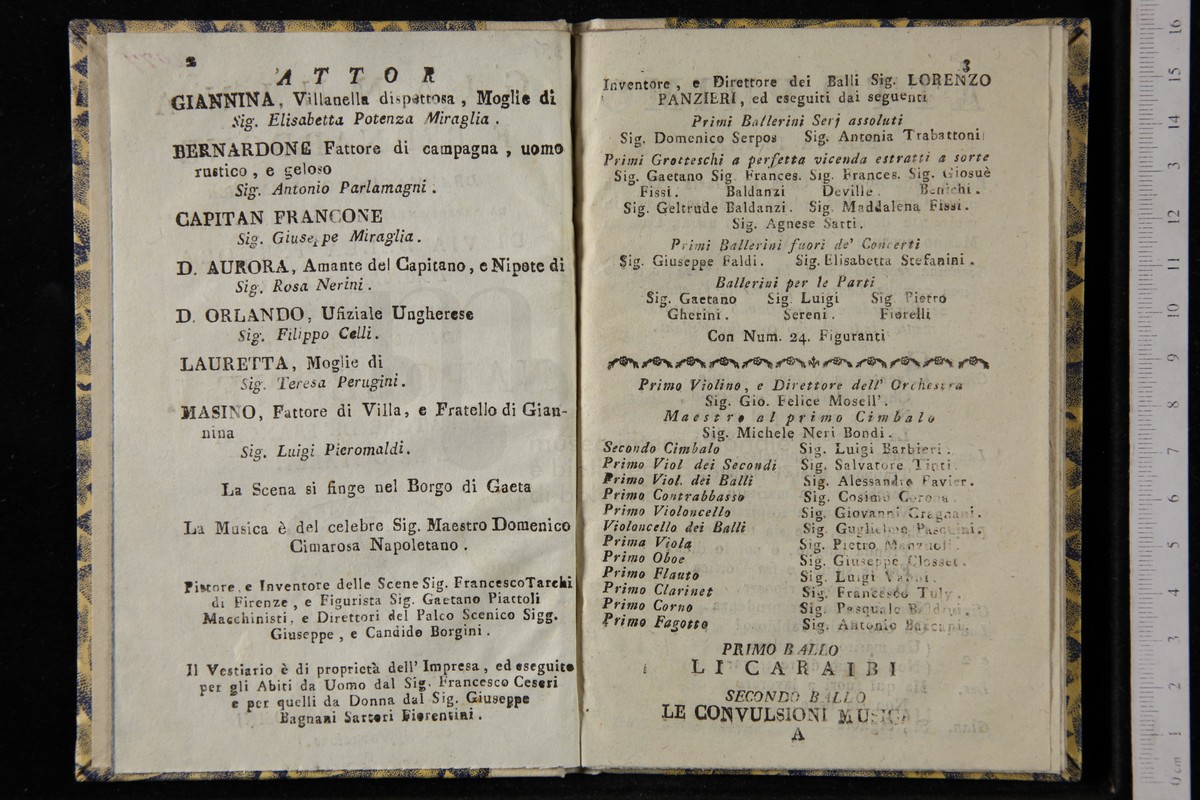 2
ATTOR
GIANNINA, Villanella dispettosa, Moglie di
Sig. Elisabetta Potenza Miraglia.
BERNARDONE Fattore di campagna, uomo
rustico, e geloso
Sig. Antonio Parlamagni.
CAPITAN FRANCONE
Sig. Giuseppe Miraglia.
D. AURORA, Amante del Capitano, e Nipote di
Sig. Rosa Nerini.
D. ORLANDO, Ufiziale Ungherese
Sig. Filippo Celli.
LAURETTA, Moglie di
Sig. Teresa Perugini.
MASINO, Fattore di Villa, e Fratello di Gian-
nina
Sig. Luigi Pieromaldi.
La Scena si finge nel Borgo di Gaeta
La Musica è del celebre Sig. Maestro Domenico
Cimarosa Napoletano.
Pittore, e Inventore delle Scene Sig. Francesco Tarchi
di Firenze, e Figurista Sig. Gaetano Piattoli
Macchinisti, e Direttori del Palco Scenico Sigg.
Giuseppe, e Candido Borgini.
Il Vestiario è di proprietà dell' Impresa, ed eseguito
per gli Abiti da Uomo dal Sig. Francesco Ceseri
e per quelli da Donna dal Sig. Giuseppe
Bagnani Sartori Fiorentini.
3
Inventore, e Direttore dei Balli Sig. LORENZO
PANZIERI, ed eseguiti dai seguenti
Primi Ballerini Serj assoluti
Sig. Domenico Serpos Sig. Antonia Trabattoni
Primi Grotteschi a perfetta vicenda estratti a sorte
Sig. Gaetano Sig. Frances. Sig. Frances. Sig. Giosuè
Fissi. Baldanzi Deville. Benichi.
Sig. Geltrude Baldanzi. Sig. Maddalena Fissi.
Sig. Agnese Sarti.
Primi Ballerini fuori de' Concerti
Sig. Giuseppe Faldi. Sig. Elisabetta Stefanini.
Ballerini per le Parti
Sig. Gaetano Sig. Luigi Sig Pietro
Gherini. Sereni. Fiorelli
Con Num. 24. Figuranti
Primo Violino, e Direttore dell' Orchestra
Sig. Gio. Felice Mosell'.
Maestro al primo Cimbalo
Sig. Michele Neri Bondi.
Secondo Cimbalo Sig. Luigi Barbieri.
Primo Viol dei Secondi Sig. Salvatore Tinti.
Primo Viol. dei Balli Sig. Alessandro Favier.
Primo Contrabbasso Sig. Cosimo Corona.
Primo Violoncello Sig. Giovanni Gragnani.
Violoncello dei Balli Sig. Guglielmo Pasquini.
Prima Viola Sig. Pietro
Primo Oboe Sig. Giuseppe Closset.
Primo Flauto Sig. Luigi
Primo Clarinet Sig. Francesco Tuly.
Primo Corno Sig. Pasquale
Primo Fagotto Sig. Antonio
PRIMO BALLO
LI CARAIBI
SECONDO BALLO
LE CONVULSIONI MUSICA
A